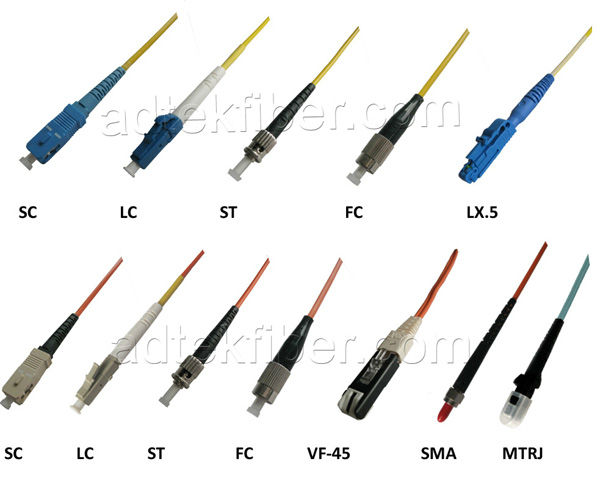 adtekfiber.com
SC LC ST FC LX.5
adtekfiber.com
SC LC ST FC VF-45 SMA MTRJ